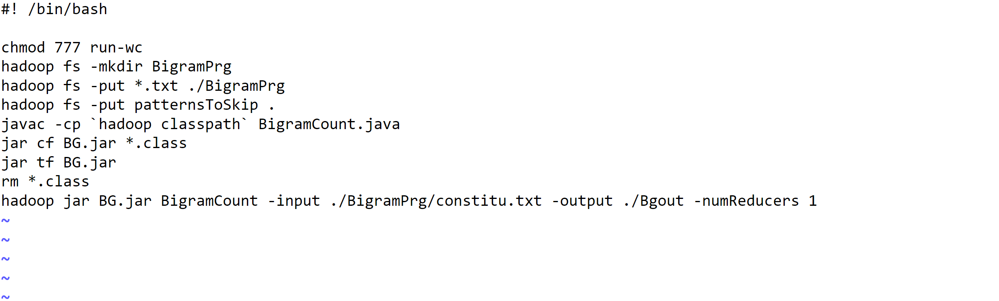 #! /bin/bash
chmod 777 run-wc
hadoop fs -mkdir BigramPrg
hadoop fs -put *.txt ./BigramPrg
hadoop fs -put patternsToSkip .
javac -cp `hadoop classpath` BigramCount.java
jar cf BG.jar *.class
jar tf BG.jar
rm *.class
hadoop jar BG.jar BigramCount -input ./BigramPrg/constitu.txt -output ./Bgout -numReducers 1
~
~
~
~
~